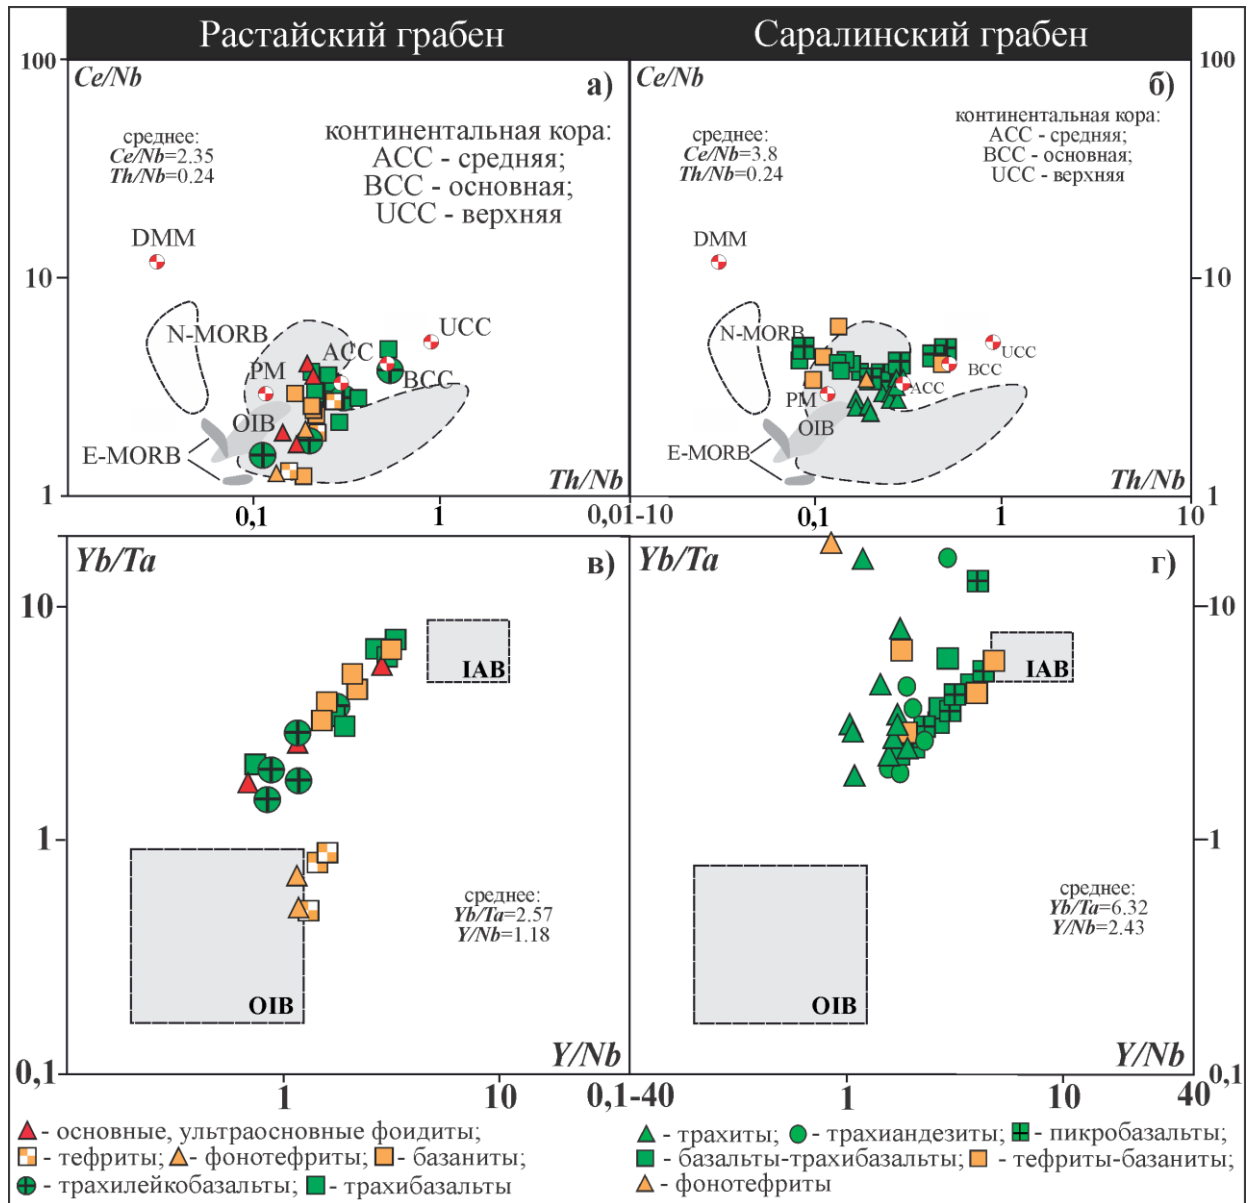 Растайский грабен
Саралинский грабен
100
Ce/Nb
а)
среднее:
Ce/Nb=2.35
Th/Nb=0.24
континентальная кора:
ACC - средняя;
BCC - основная;
UCC - верхняя
DMM
10
N-MORB
UCC
ACC
PM
BCC
OIB
E-MORB
1
Th/Nb
0,1
1
0,01-10
Ce/Nb
б)
100
среднее:
Ce/Nb=3.8
Th/Nb=0.24
континентальная кора:
ACC - средняя;
BCC - основная;
UCC - верхняя
DMM
10
N-MORB
UCC
BCC
ACC
PM
OIB
E-MORB
Th/Nb
1
0,1
1
10
Yb/Ta
в)
10
IAB
1
среднее:
Yb/Ta=2.57
Y/Nb=1.18
OIB
0,1
Y/Nb
1
10
0,1-40
Yb/Ta
г)
10
IAB
1
среднее:
Yb/Ta=6.32
Y/Nb=2.43
OIB
Y/Nb
0,1
1
10
40
- основные, ультраосновные фоидиты;
- тефриты; - фонотефриты; - базаниты;
- трахилейкобазальты; - трахибазальты
- трахиты; - трахиандезиты; - пикробазальты;
- базальты-трахибазальты; - тефриты-базаниты;
- фонотефриты